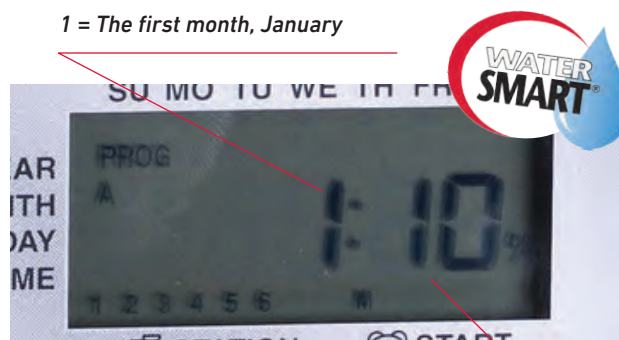 1 = The first month, January
WATER
SMART®
SU MO TU WE TH FR
PROG
A
AR
TH
DAY
ME
1:10 %
1 2 3 4 5 6 M
START